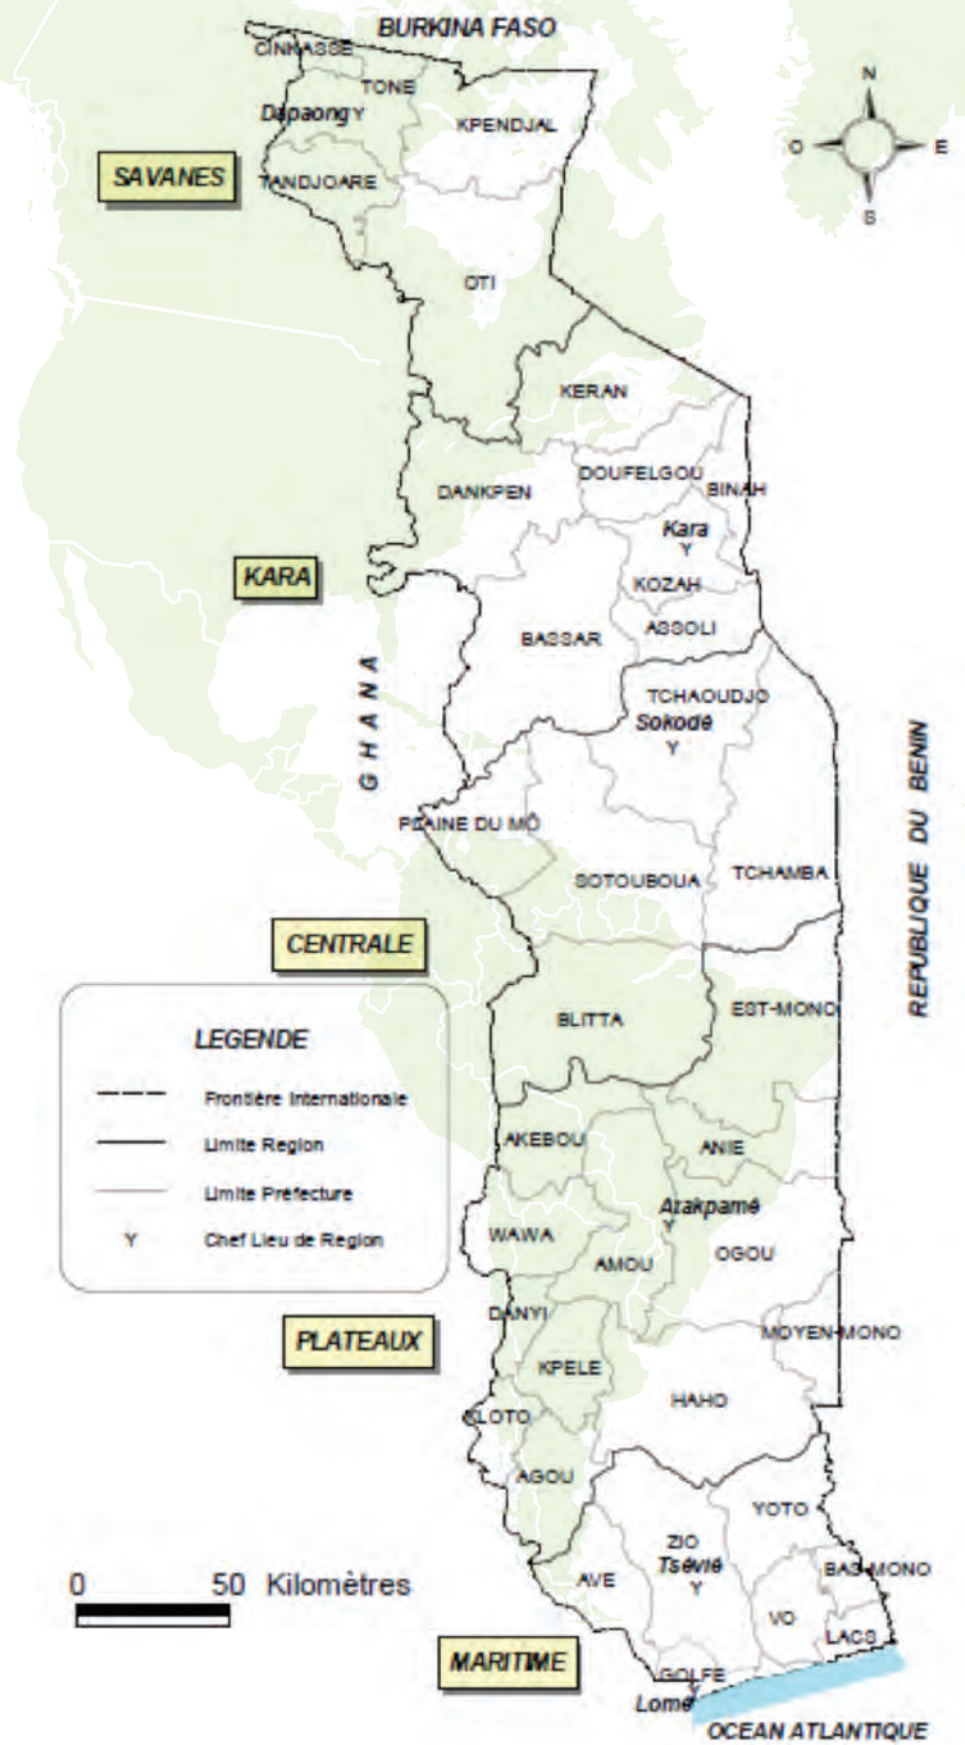 BURKINA FASO
CINKASSE
TONE
Dapaong Y
KPENDJAL
N
O
E
S
SAVANES
TANDJOARE
OTI
KERAN
DOUFELGOU
DANKPEN
BINAH
Kara
Y
KARA
KOZAH
ASSOLI
BASSAR
GHANA
TCHAOUDJO
Sokodé
Y
REPUBLIQUE DU BENIN
PLAINE DU MÔ
TCHAMBA
SOTOUBOUA
CENTRALE
EST-MONO
BLITTA
LEGENDE
Frontière Internationale
Limite Region
Limite Préfecture
Y Chef Lieu de Region
AKEBOU
ANIE
Atakpamé
Y
WAWA
OGOU
AMOU
DANYI
MOYEN-MONO
PLATEAUX
KPELE
HAHO
KLOTO
AGOU
YOTO
ZIO
Tsévié
Y
BAS-MONO
AVE
0 50 Kilomètres
VO
LACS
MARITIME
GOLFE
Y
Lomé
OCEAN ATLANTIQUE